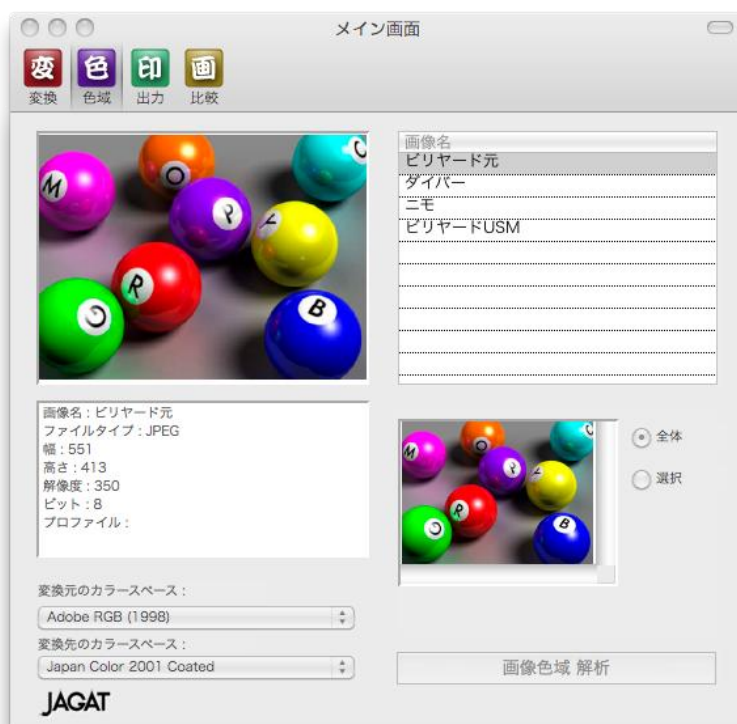 メイン画面
変 色 印 画
変換 色域 出力 比較
M O C
P Y
R
G B
画像名
ビリヤード元
ダイバー
ニモ
ビリヤードUSM
画像名：ビリヤード元
ファイルタイプ：JPEG
幅：551
高さ：413
解像度：350
ビット：8
プロファイル：
M O C
P Y
R
G B
全体
選択
変換元のカラースペース：
Adobe RGB (1998)
変換先のカラースペース：
Japan Color 2001 Coated
画像色域 解析
JAGAT